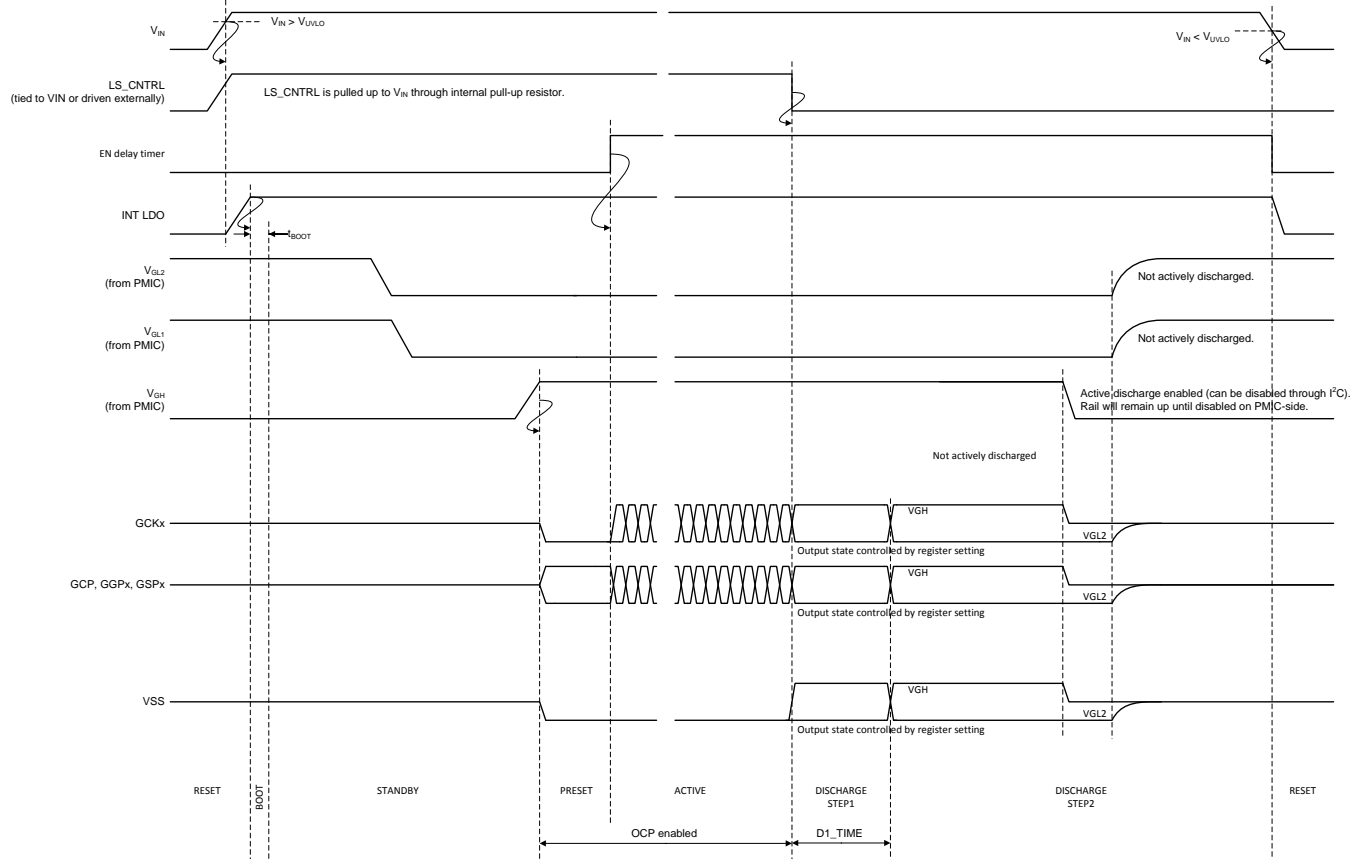 VIN
VIN > VUVLO
VIN < VUVLO
LS_CNTRL
(tied to VIN or driven externally)
LS_CNTRL is pulled up to VIN through internal pull-up resistor.
EN delay timer
INT LDO
tBOOT
VGL2
(from PMIC)
Not actively discharged.
VGL1
(from PMIC)
Not actively discharged.
VGH
(from PMIC)
Active discharge enabled (can be disabled through I²C).
Rail will remain up until disabled on PMIC-side.
Not actively discharged
GCKx
VGH
VGL2
Output state controlled by register setting
GCP, GGPx, GSPx
VGH
VGL2
Output state controlled by register setting
VSS
VGH
VGL2
Output state controlled by register setting
RESET
BOOT
STANDBY
PRESET
ACTIVE
DISCHARGE
STEP1
DISCHARGE
STEP2
RESET
OCP enabled
D1_TIME